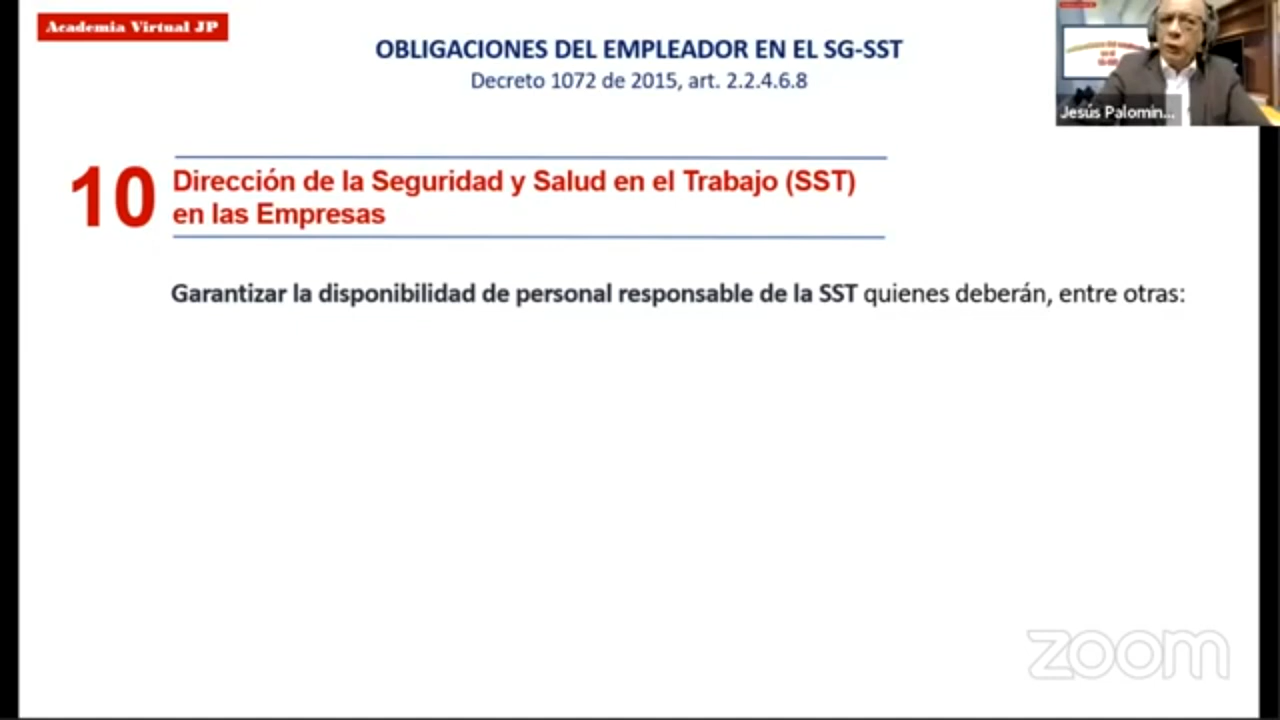 Academia Virtual JP
OBLIGACIONES DEL EMPLEADOR EN EL SG-SST
Decreto 1072 de 2015, art. 2.2.4.6.8
Jesús Palomin...
10
Dirección de la Seguridad y Salud en el Trabajo (SST)
en las Empresas
Garantizar la disponibilidad de personal responsable de la SST quienes deberán, entre otras:
zoom